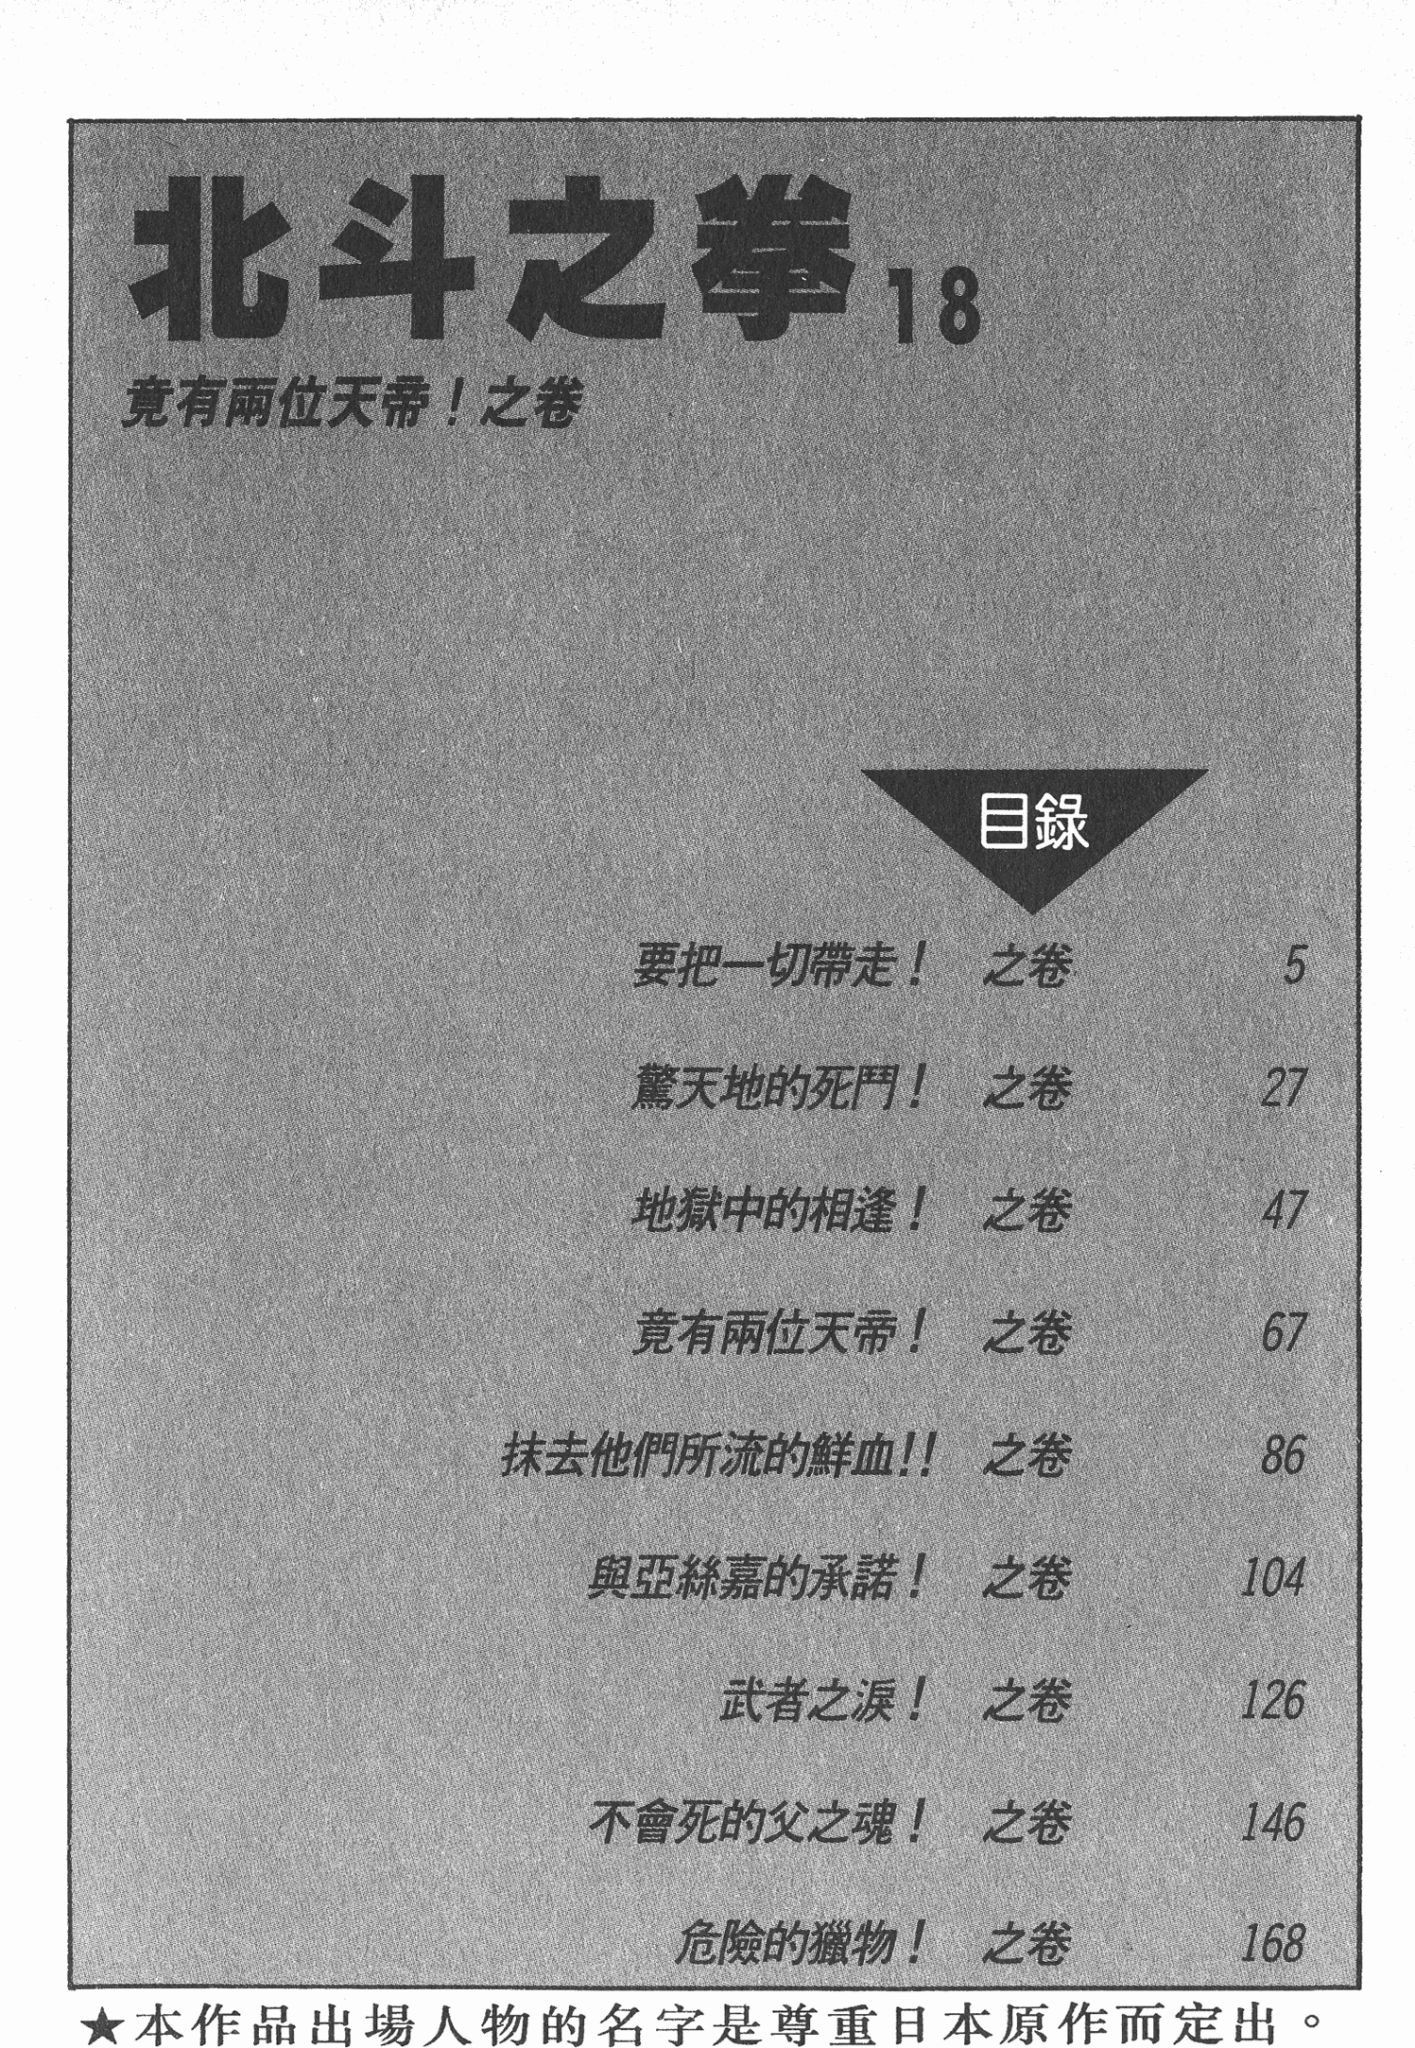 北斗之拳 18
竟有兩位天帝！之卷
目錄
要把一切帶走！ 之卷 5
驚天地的死鬥！ 之卷 27
地獄中的相逢！ 之卷 47
竟有兩位天帝！ 之卷 67
抹去他們所流的鮮血！！ 之卷 86
與亞絲嘉的承諾！ 之卷 104
武者之淚！ 之卷 126
不會死的父之魂！ 之卷 146
危險的獵物！ 之卷 168
★本作品出場人物的名字是尊重日本原作而定出。